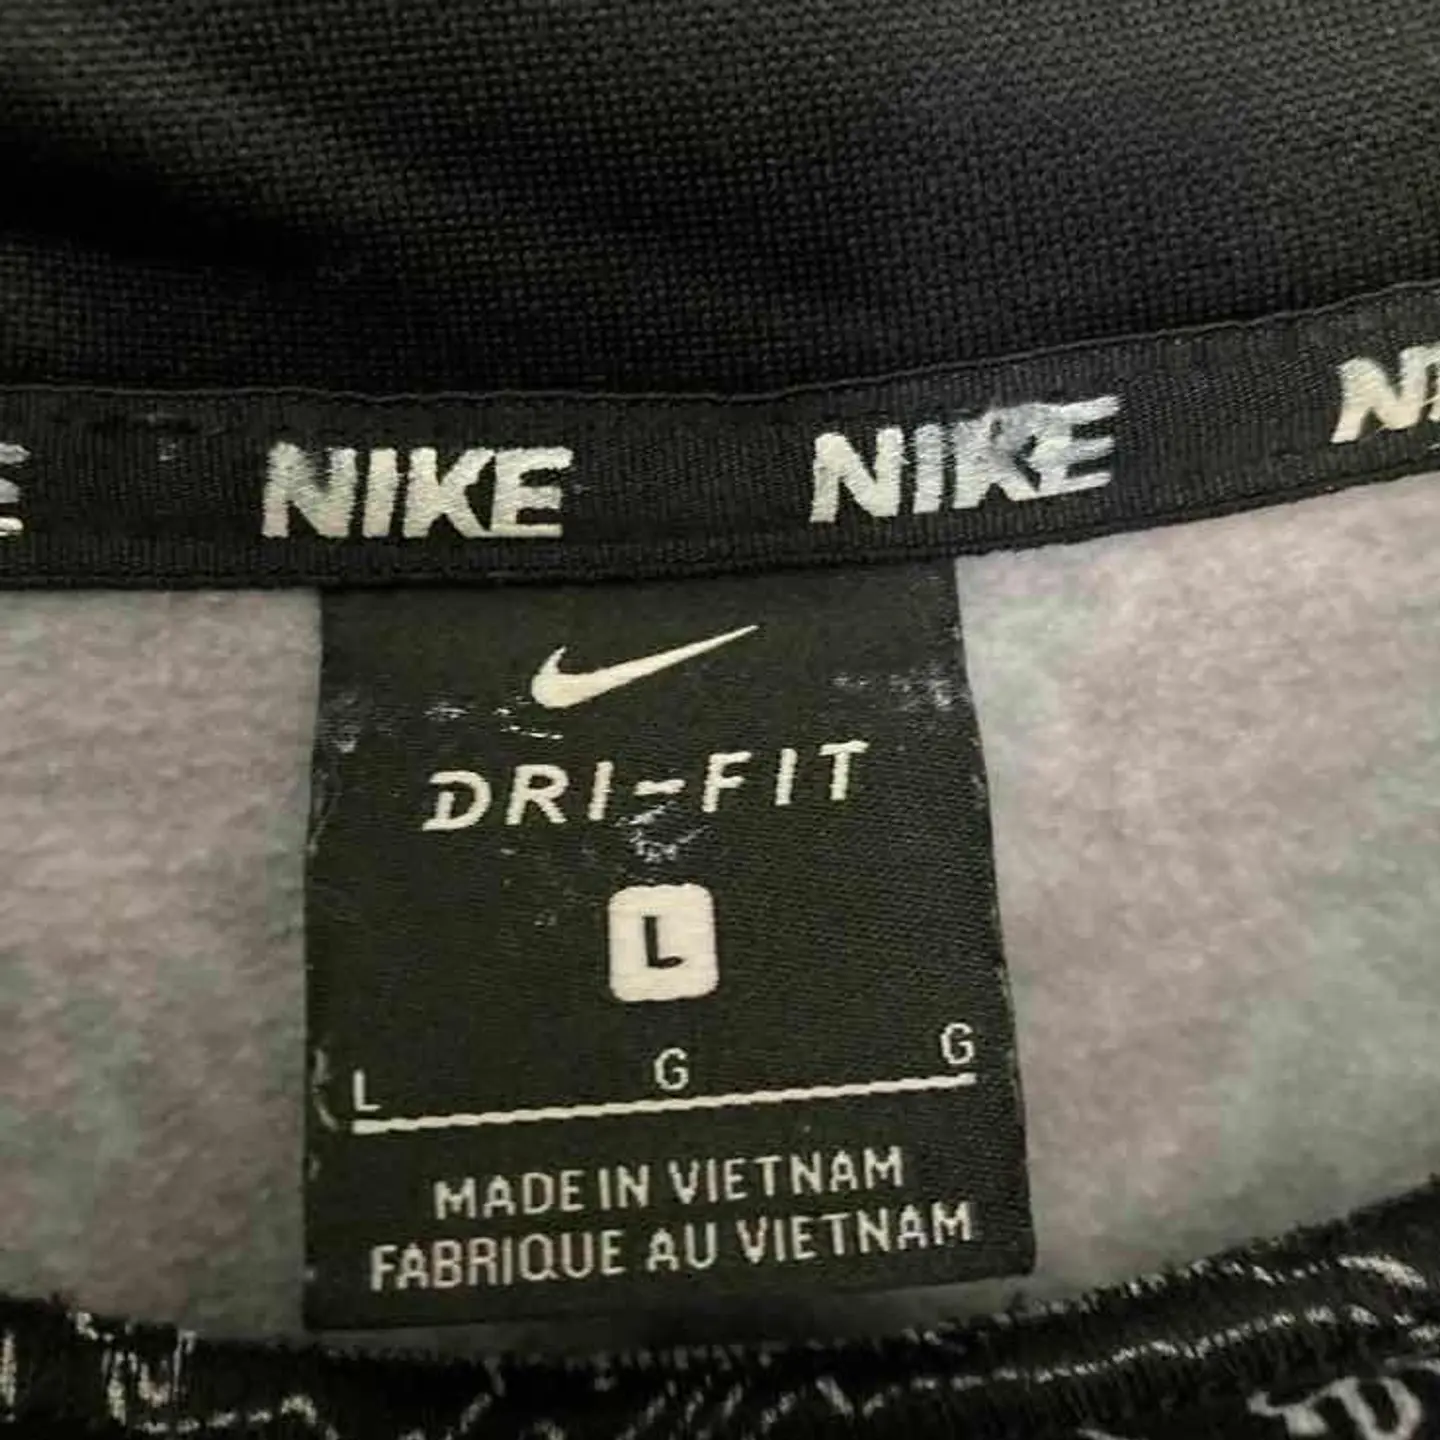 NIKE NIKE
DRI-FIT
L
L G G
MADE IN VIETNAM
FABRIQUE AU VIETNAM